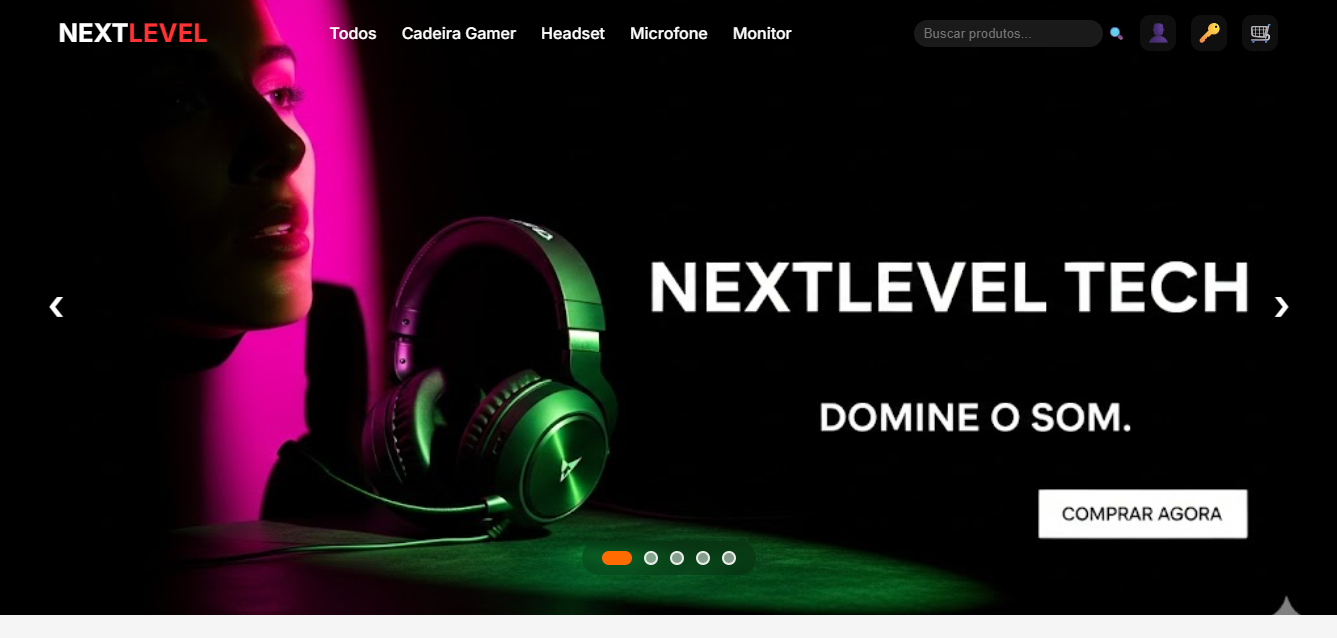 NEXTLEVEL
Todos Cadeira Gamer Headset Microfone Monitor
Buscar produtos...
NEXTLEVEL TECH
DOMINE O SOM.
COMPRAR AGORA